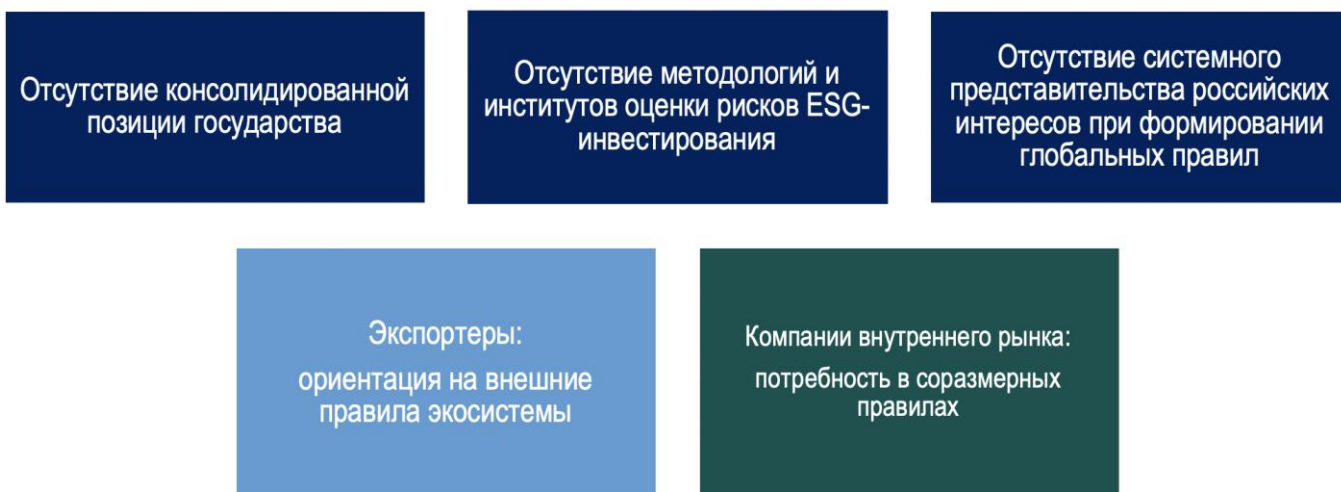 Отсутствие консолидированной
позиции государства
Отсутствие методологий и
институтов оценки рисков ESG-
инвестирования
Отсутствие системного
представительства российских
интересов при формировании
глобальных правил
Экспортеры:
ориентация на внешние
правила экосистемы
Компании внутреннего рынка:
потребность в соразмерных
правилах